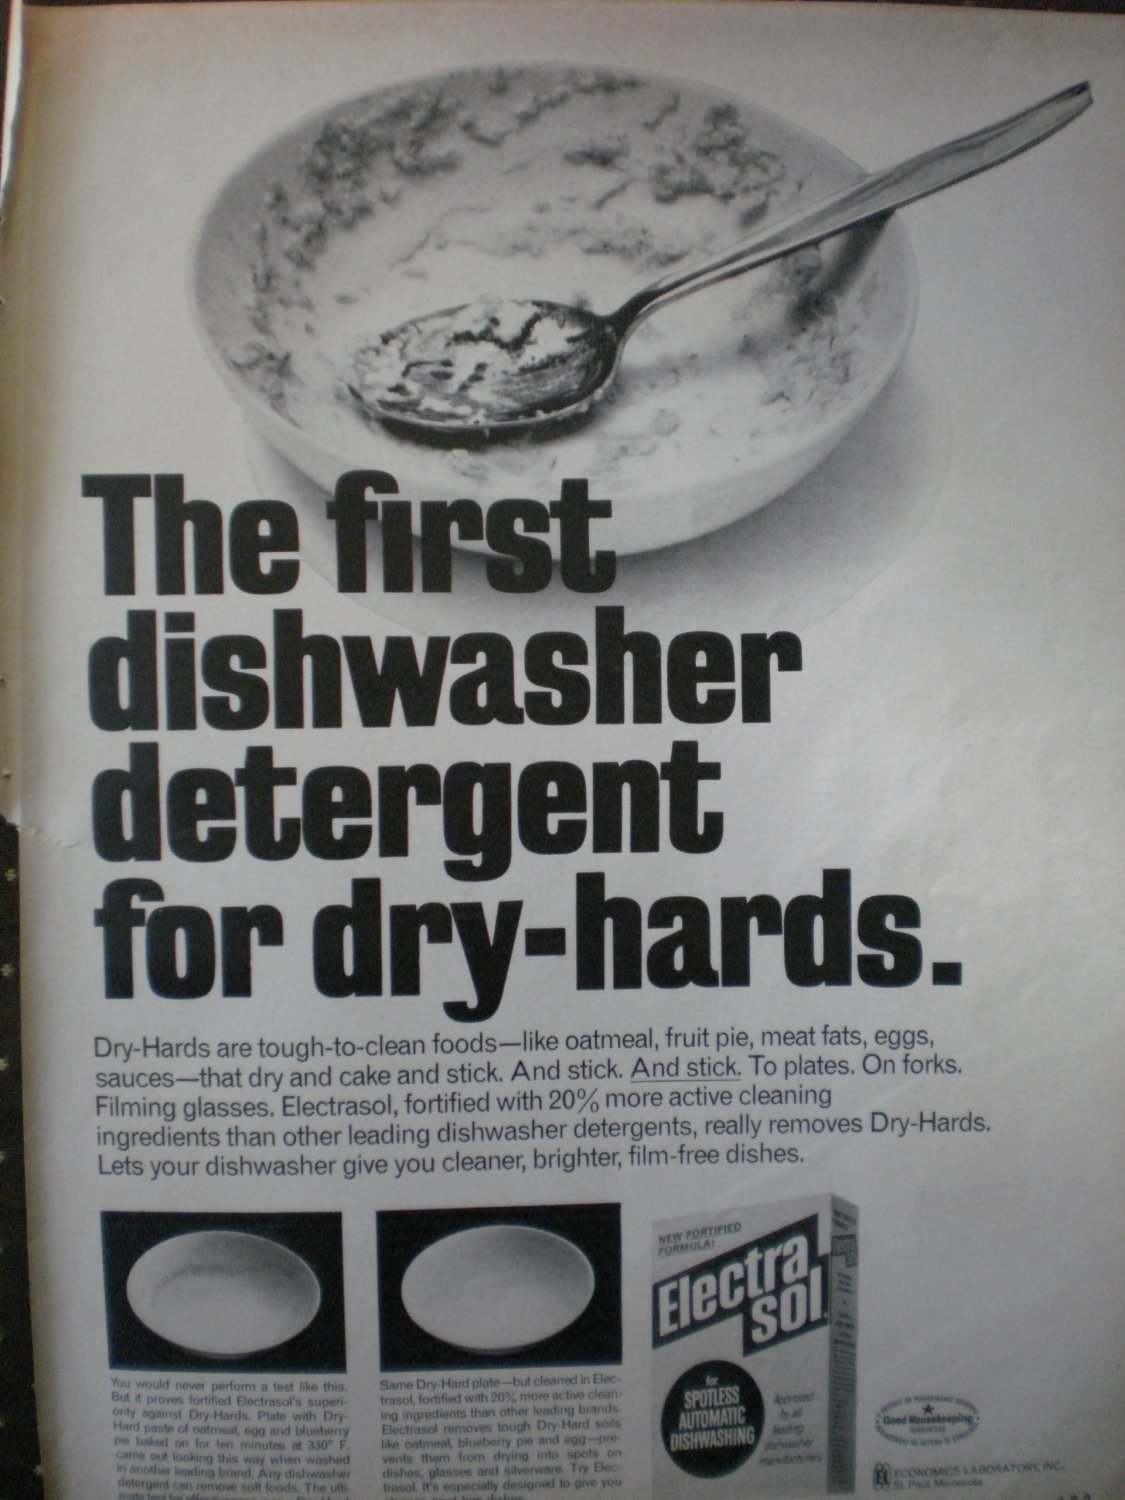 The first
dishwasher
detergent
for dry-hards.
Dry-Hards are tough-to-clean foods—like oatmeal, fruit pie, meat fats, eggs,
sauces—that dry and cake and stick. And stick. And stick. To plates. On forks.
Filming glasses. Electrasol, fortified with 20% more active cleaning
ingredients than other leading dishwasher detergents, really removes Dry-Hards.
Lets your dishwasher give you cleaner, brighter, film-free dishes.
You would never perform a test like this.
But it proves fortified Electrasol's superi-
ority against Dry-Hards. Plate with Dry-
Hard paste of oatmeal, egg and blueberry
pie baked on for ten minutes at 330° F.
came out looking this way when washed
in another leading brand. Any dishwasher
detergent can remove soft foods. The ulti-
Same Dry-Hard plate—but cleaned in Elec-
trasol, fortified with 20% more active clean-
ing ingredients than other leading brands.
Electrasol removes tough Dry-Hard soils
like oatmeal, blueberry pie and egg—pre-
vents them from drying into spots on
dishes, glasses and silverware. Try Elec-
trasol. It's especially designed to give you
NEW FORTIFIED
FORMULA!
Electra
sol
for
SPOTLESS
AUTOMATIC
DISHWASHING
Approved
by all
leading
dishwasher
manufacturers
Good Housekeeping
EL ECONOMICS LABORATORY, INC.
St. Paul, Minnesota